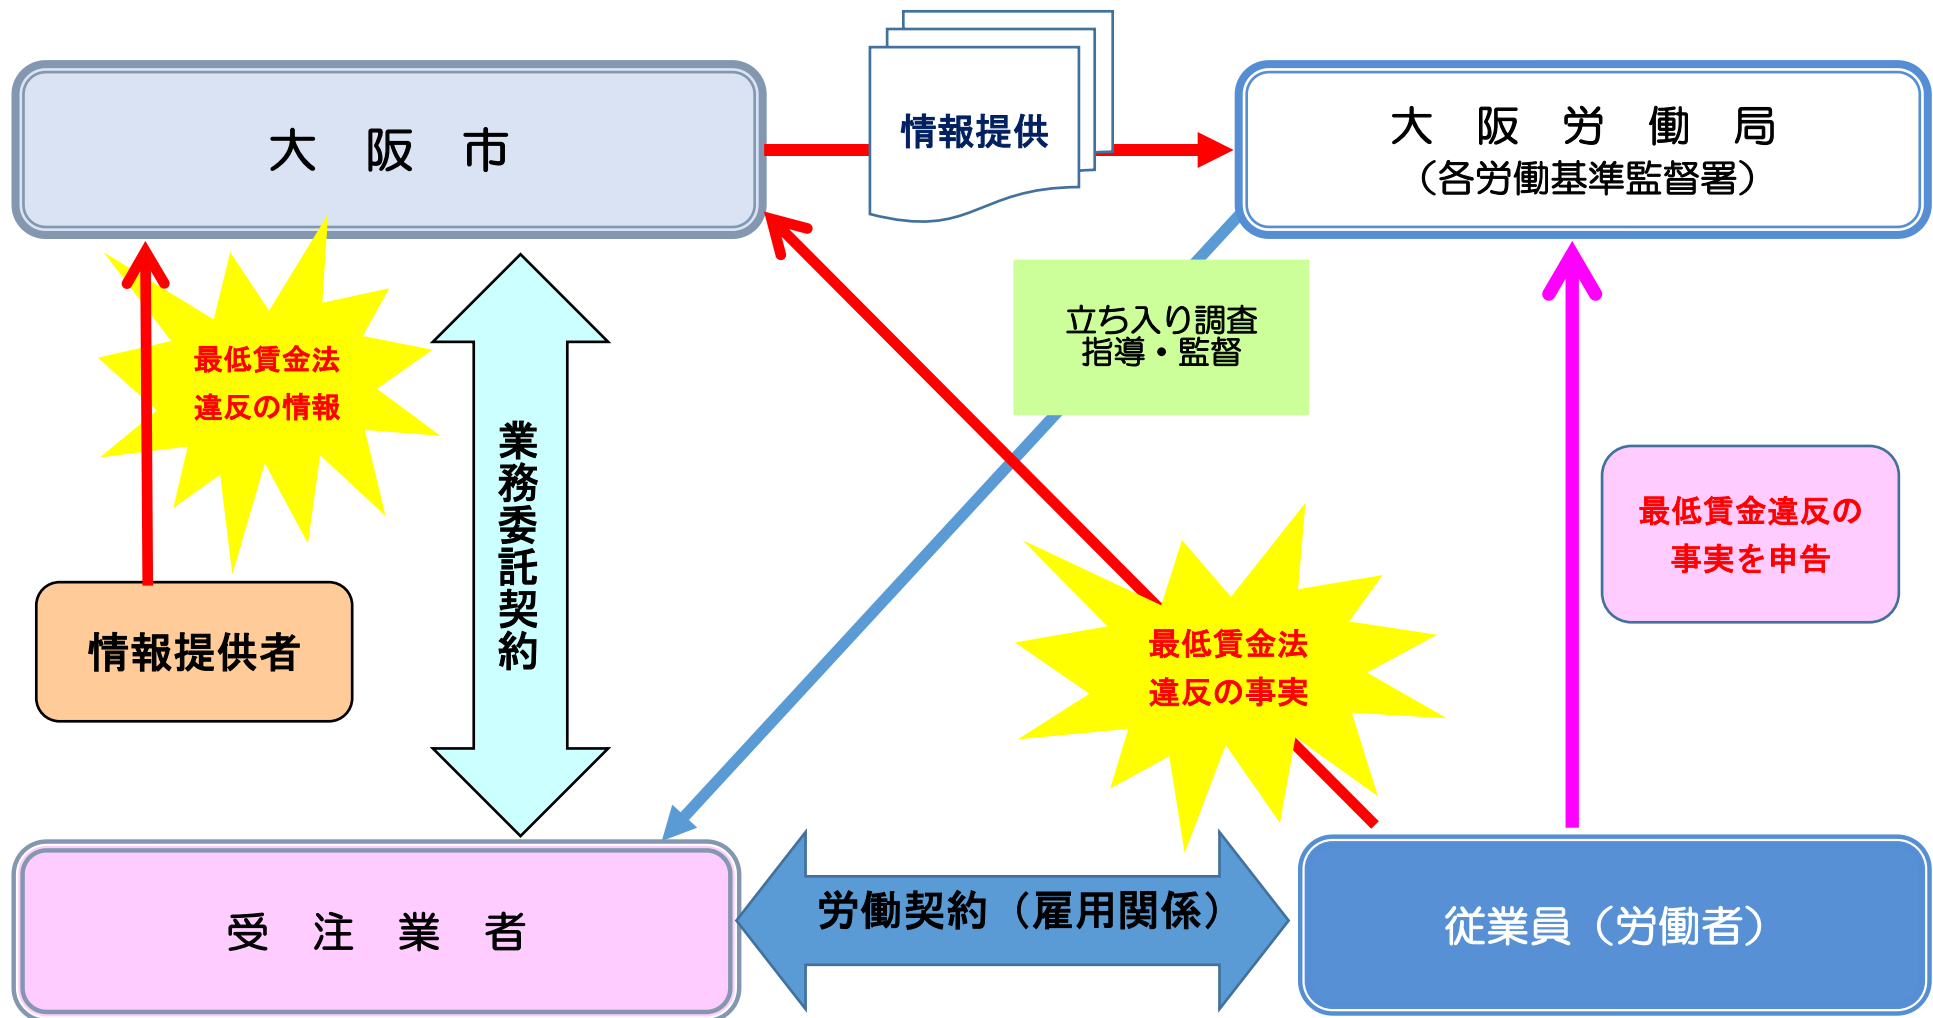 大　阪　市
情報提供
大　阪　労　働　局
（各労働基準監督署）
立ち入り調査
指導・監督
最低賃金法
違反の情報
業務委託契約
最低賃金違反の
事実を申告
情報提供者
最低賃金法
違反の事実
受　注　業　者
労働契約（雇用関係）
従業員（労働者）